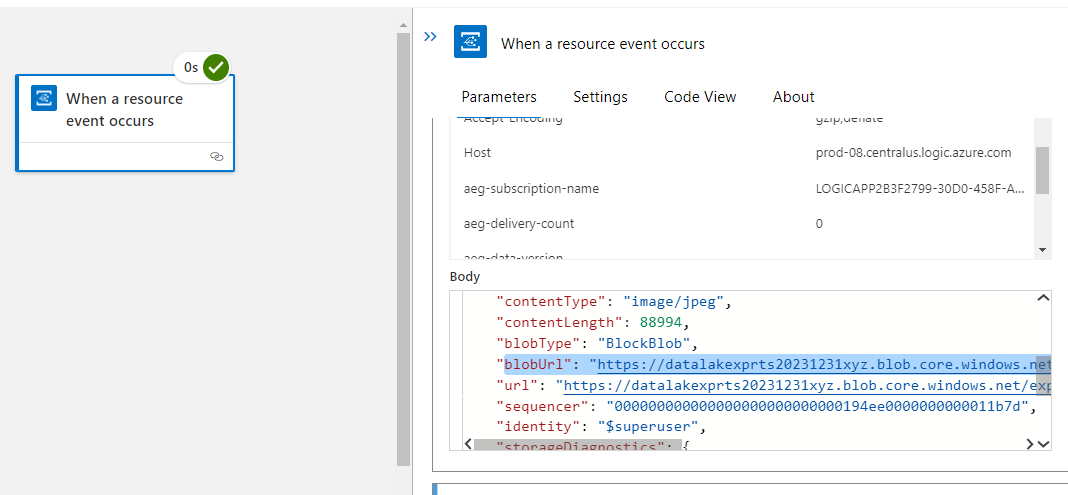 0s
When a resource
event occurs
When a resource event occurs
Parameters Settings Code View About
Accept-Encoding gzip,deflate
Host prod-08.centralus.logic.azure.com
aeg-subscription-name LOGICAPP2B3F2799-30D0-458F-A...
aeg-delivery-count 0
aeg-data-version
Body
"contentType": "image/jpeg",
"contentLength": 88994,
"blobType": "BlockBlob",
"blobUrl": "https://datalakexprts20231231xyz.blob.core.windows.net
"url": "https://datalakexprts20231231xyz.blob.core.windows.net/exp
"sequencer": "00000000000000000000000000194ee0000000000011b7d",
"identity": "$superuser",
"storageDiagnostics": {